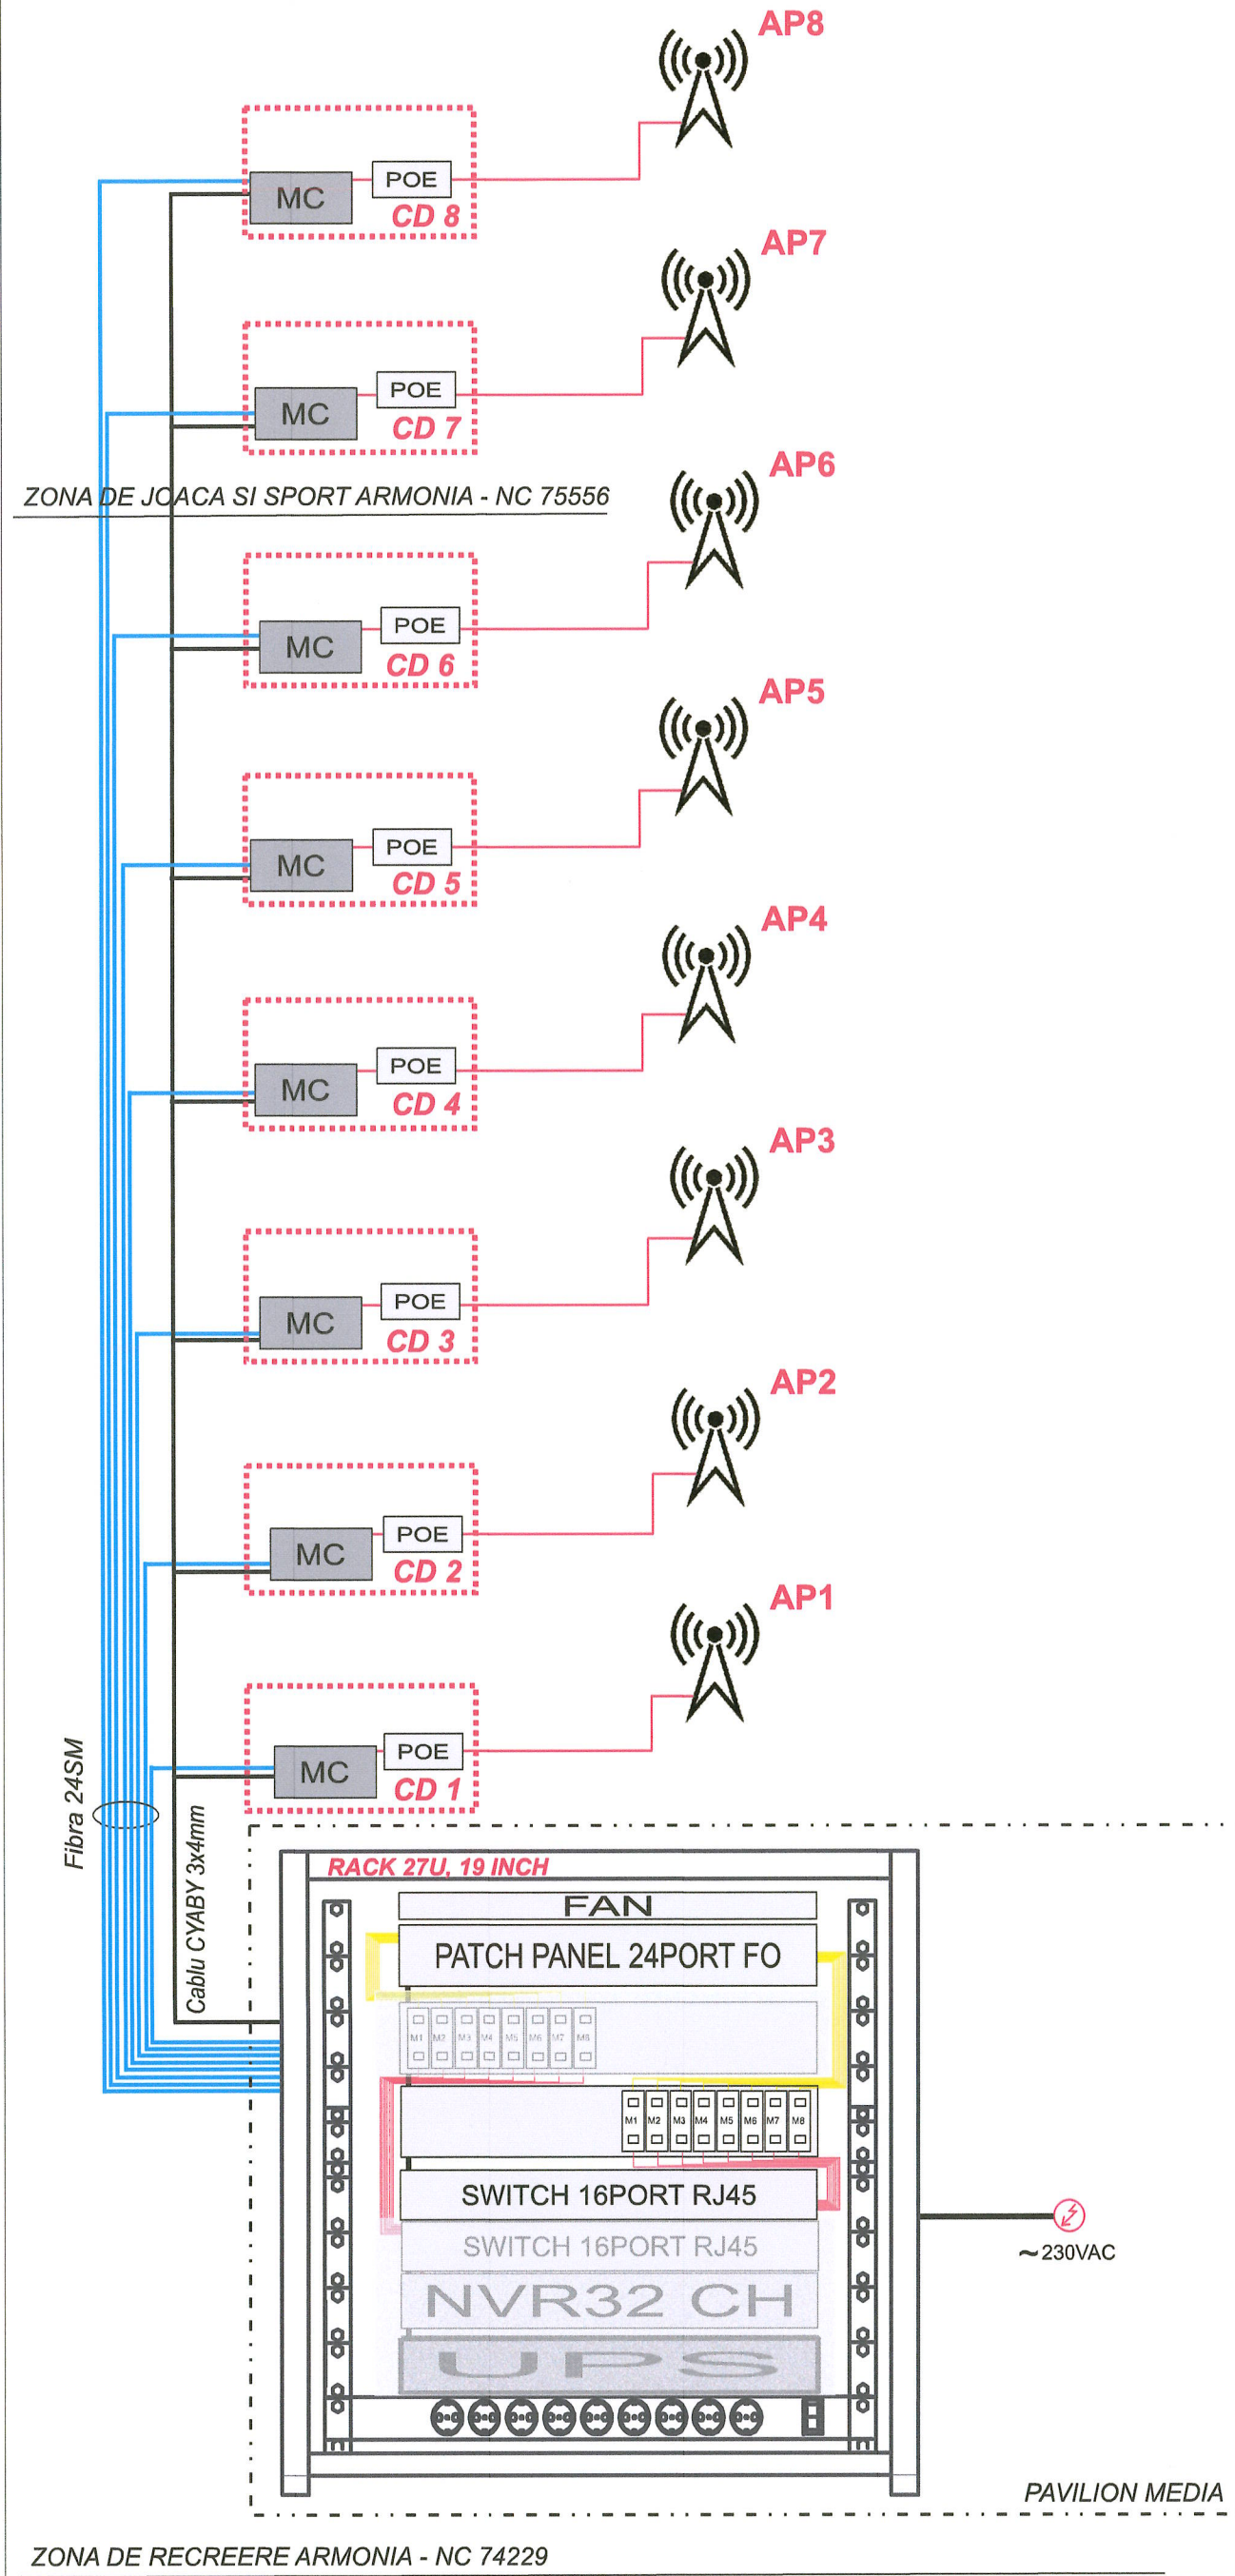 AP8
MC
POE
CD 8
AP7
MC
POE
CD 7
ZONA DE JOACA SI SPORT ARMONIA - NC 75556
AP6
MC
POE
CD 6
AP5
MC
POE
CD 5
AP4
MC
POE
CD 4
AP3
MC
POE
CD 3
AP2
MC
POE
CD 2
AP1
MC
POE
CD 1
Fibra 24SM
Cablu CYABY 3x4mm
RACK 27U, 19 INCH
FAN
PATCH PANEL 24PORT FO
M1 M2 M3 M4 M5 M6 M7 M8
M1 M2 M3 M4 M5 M6 M7 M8
SWITCH 16PORT RJ45
SWITCH 16PORT RJ45
NVR32 CH
UPS
~230VAC
PAVILION MEDIA
ZONA DE RECREERE ARMONIA - NC 74229